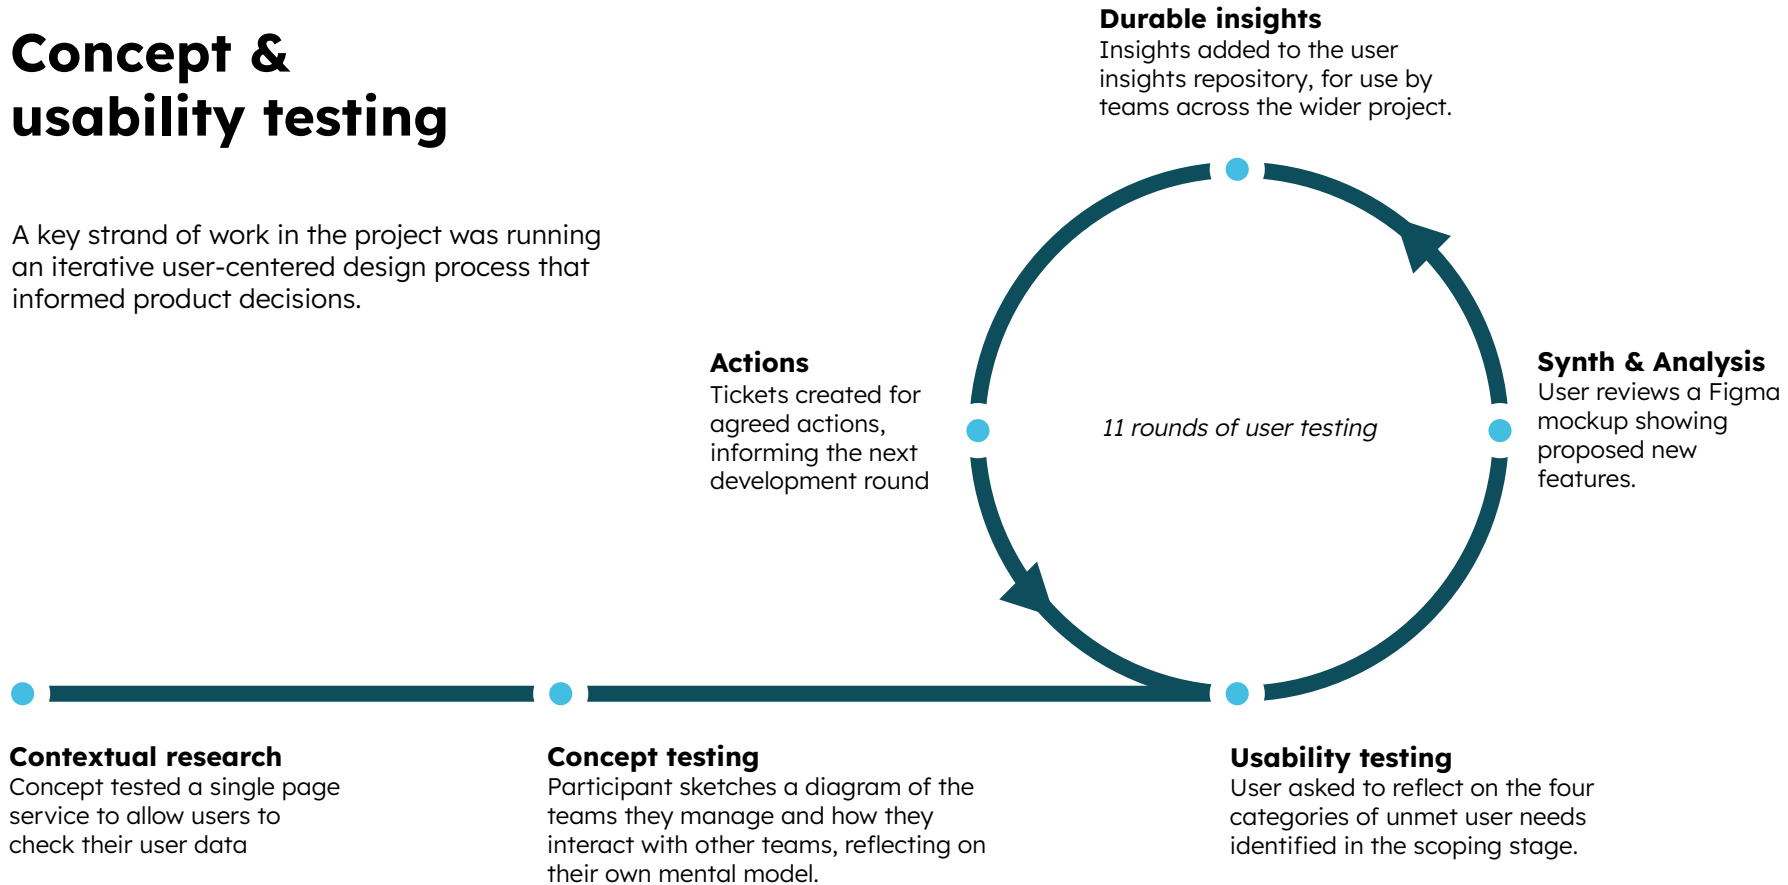 Concept &
usability testing
A key strand of work in the project was running
an iterative user-centered design process that
informed product decisions.
Durable insights
Insights added to the user
insights repository, for use by
teams across the wider project.
Actions
Tickets created for
agreed actions,
informing the next
development round
11 rounds of user testing
Synth & Analysis
User reviews a Figma
mockup showing
proposed new
features.
Contextual research
Concept tested a single page
service to allow users to
check their user data
Concept testing
Participant sketches a diagram of the
teams they manage and how they
interact with other teams, reflecting on
their own mental model.
Usability testing
User asked to reflect on the four
categories of unmet user needs
identified in the scoping stage.